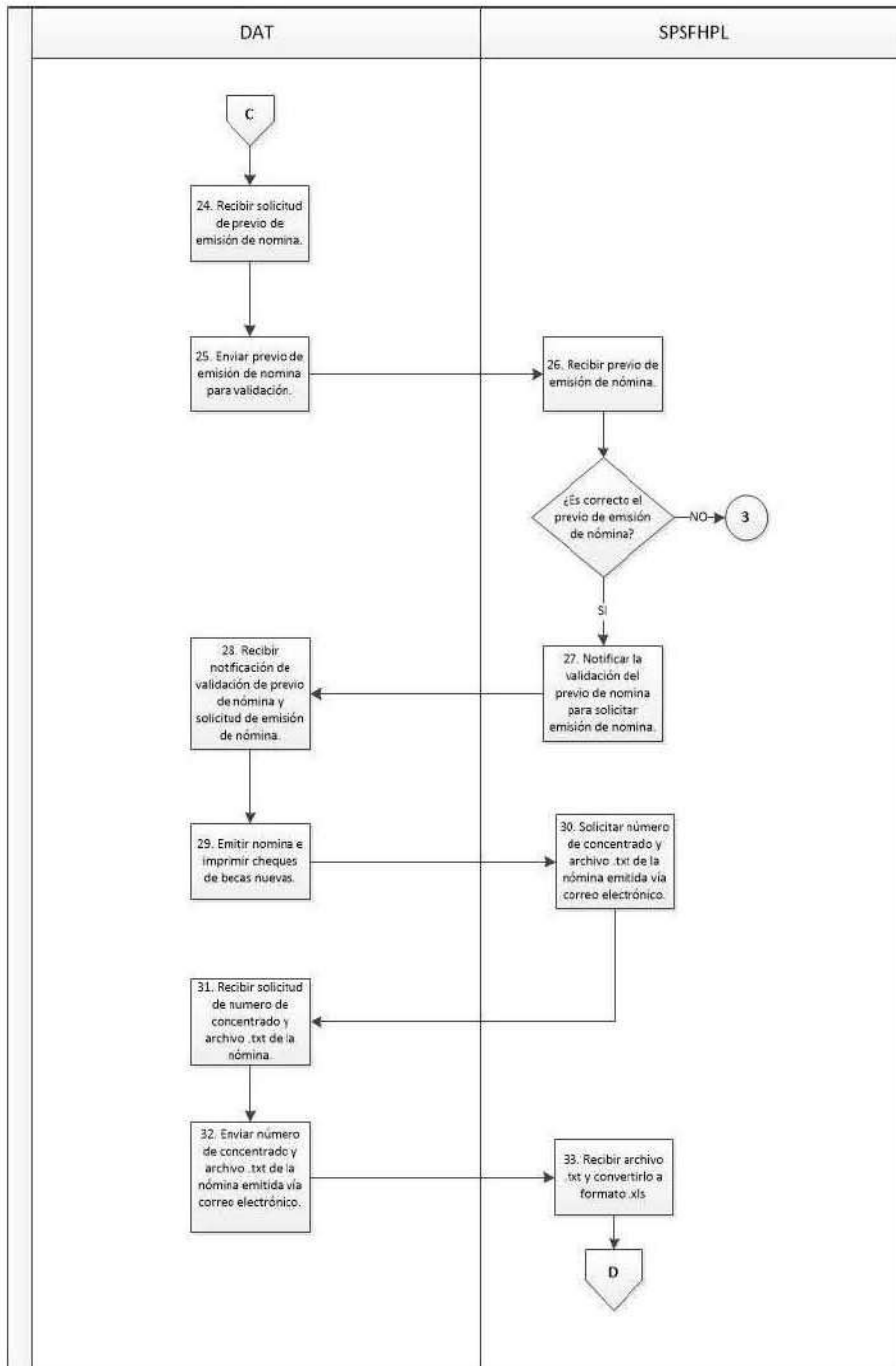 DAT
SPSFHPL
C
24. Recibir solicitud
de previo de
emisión de nomina.
25. Enviar previo de
emisión de nomina
para validación.
26. Recibir previo de
emisión de nómina.
¿Es correcto el
previo de emisión
de nómina?
NO
3
SI
27. Notificar la
validación del
previo de nomina
para solicitar
emisión de nomina.
28. Recibir
notificación de
validación de previo
de nómina y
solicitud de emisión
de nómina.
29. Emitir nomina e
imprimir cheques
de becas nuevas.
30. Solicitar número
de concentrado y
archivo .txt de la
nómina emitida vía
correo electrónico.
31. Recibir solicitud
de numero de
concentrado y
archivo .txt de la
nómina.
32. Enviar número
de concentrado y
archivo .txt de la
nómina emitida vía
correo electrónico.
33. Recibir archivo
.txt y convertirlo a
formato .xls
D